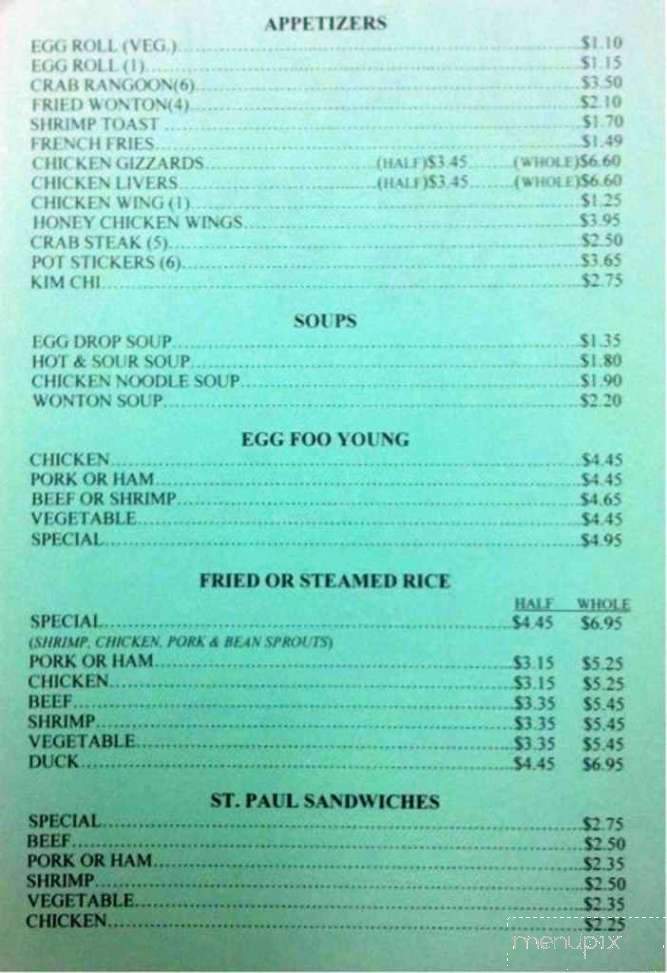 APPETIZERS
EGG ROLL (VEG.)....$1.10
EGG ROLL (1)....$1.15
CRAB RANGOON(6)....$3.50
FRIED WONTON(4)....$2.10
SHRIMP TOAST ....$1.70
FRENCH FRIES....$1.49
CHICKEN GIZZARDS....(HALF)$3.45....(WHOLE)$6.60
CHICKEN LIVERS....(HALF)$3.45....(WHOLE)$6.60
CHICKEN WING (1)....$1.25
HONEY CHICKEN WINGS....$3.95
CRAB STEAK (5)....$2.50
POT STICKERS (6)....$3.65
KIM CHI....$2.75
SOUPS
EGG DROP SOUP....$1.35
HOT & SOUR SOUP....$1.80
CHICKEN NOODLE SOUP....$1.90
WONTON SOUP....$2.20
EGG FOO YOUNG
CHICKEN....$4.45
PORK OR HAM....$4.45
BEEF OR SHRIMP....$4.65
VEGETABLE....$4.45
SPECIAL....$4.95
FRIED OR STEAMED RICE
HALF WHOLE
SPECIAL....$4.45 $6.95
(SHRIMP, CHICKEN, PORK & BEAN SPROUTS)
PORK OR HAM....$3.15 $5.25
CHICKEN....$3.15 $5.25
BEEF....$3.35 $5.45
SHRIMP....$3.35 $5.45
VEGETABLE....$3.35 $5.45
DUCK....$4.45 $6.95
ST. PAUL SANDWICHES
SPECIAL....$2.75
BEEF....$2.50
PORK OR HAM....$2.35
SHRIMP....$2.50
VEGETABLE....$2.35
CHICKEN....$2.25
menupix